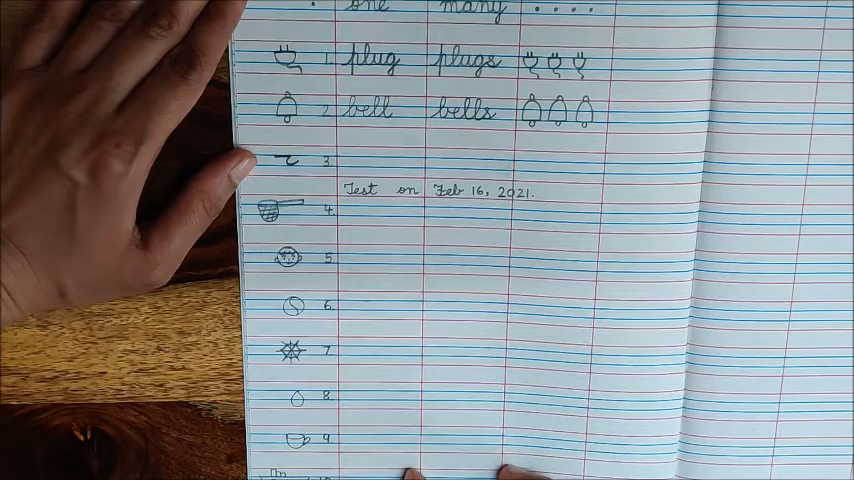 one many
1. plug plugs
2. bell bells
3.
Test on Feb 16, 2021.
4.
5.
6.
7.
8.
9.
10.